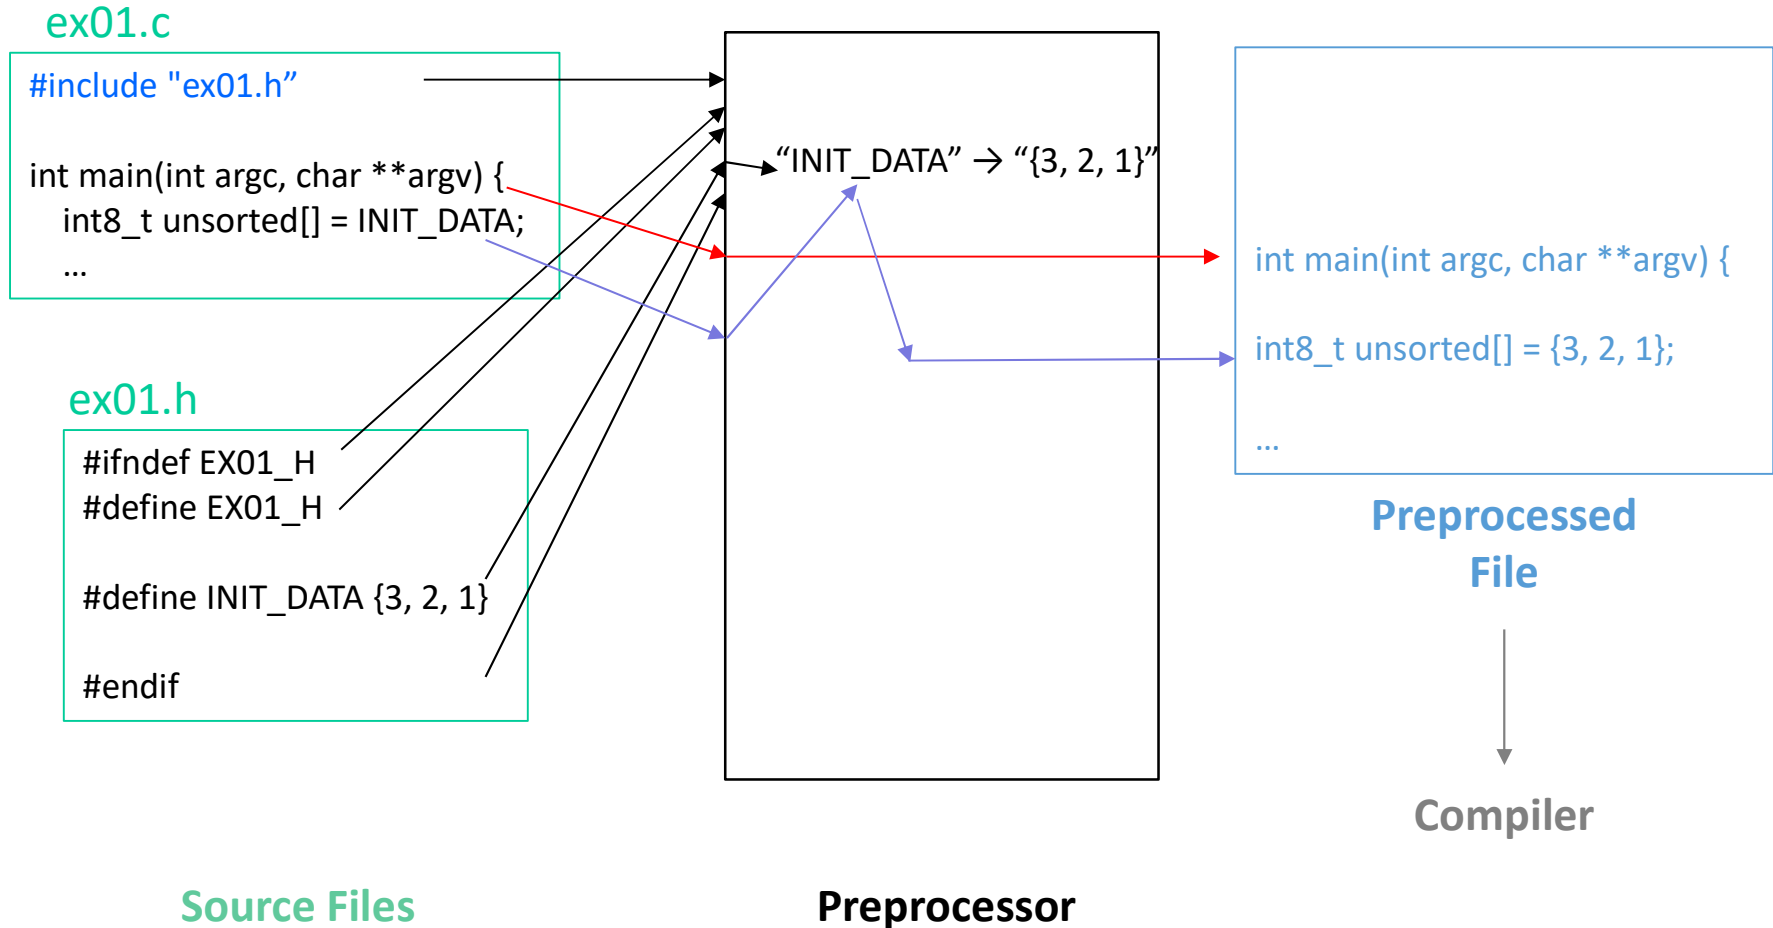 ex01.c
#include "ex01.h”
int main(int argc, char **argv) {
int8_t unsorted[] = INIT_DATA;
…
ex01.h
#ifndef EX01_H
#define EX01_H
#define INIT_DATA {3, 2, 1}
#endif
Source Files
“INIT_DATA” → “{3, 2, 1}”
Preprocessor
int main(int argc, char **argv) {
int8_t unsorted[] = {3, 2, 1};
…
Preprocessed
File
Compiler